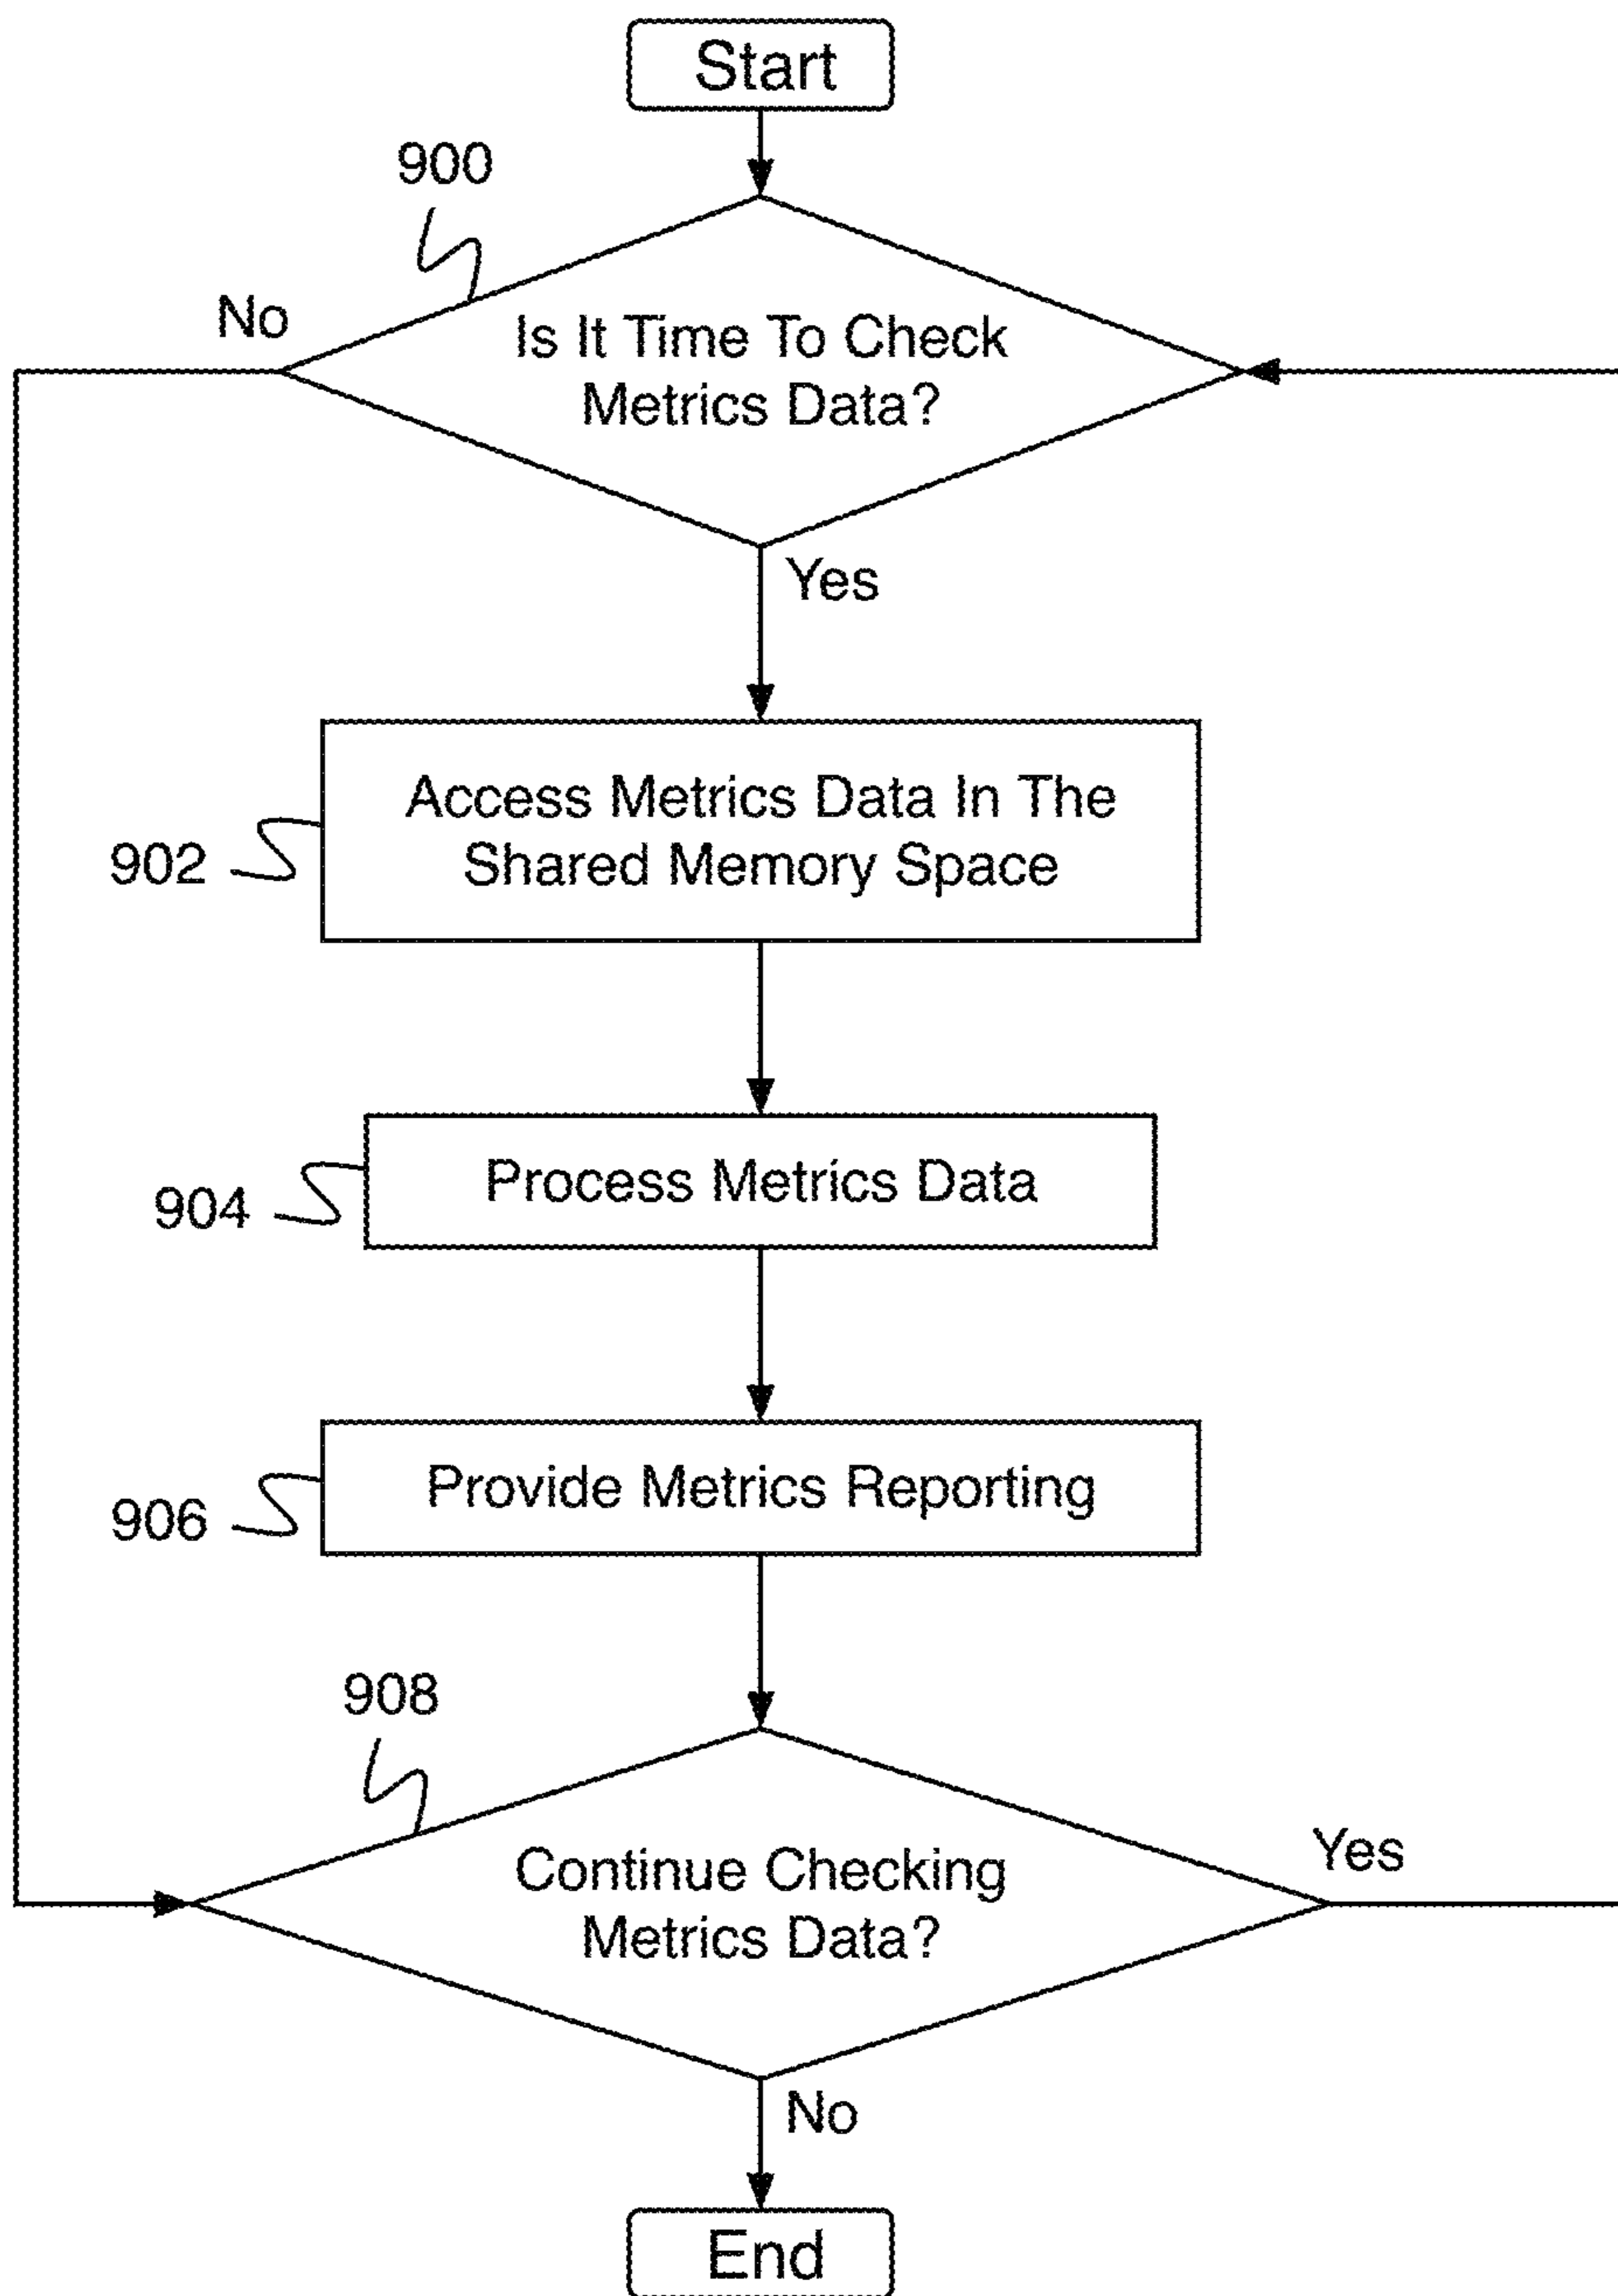 Start
900
No
Is It Time To Check
Metrics Data?
Yes
Access Metrics Data In The
Shared Memory Space
902
Process Metrics Data
904
Provide Metrics Reporting
906
908
Continue Checking
Metrics Data?
Yes
No
End